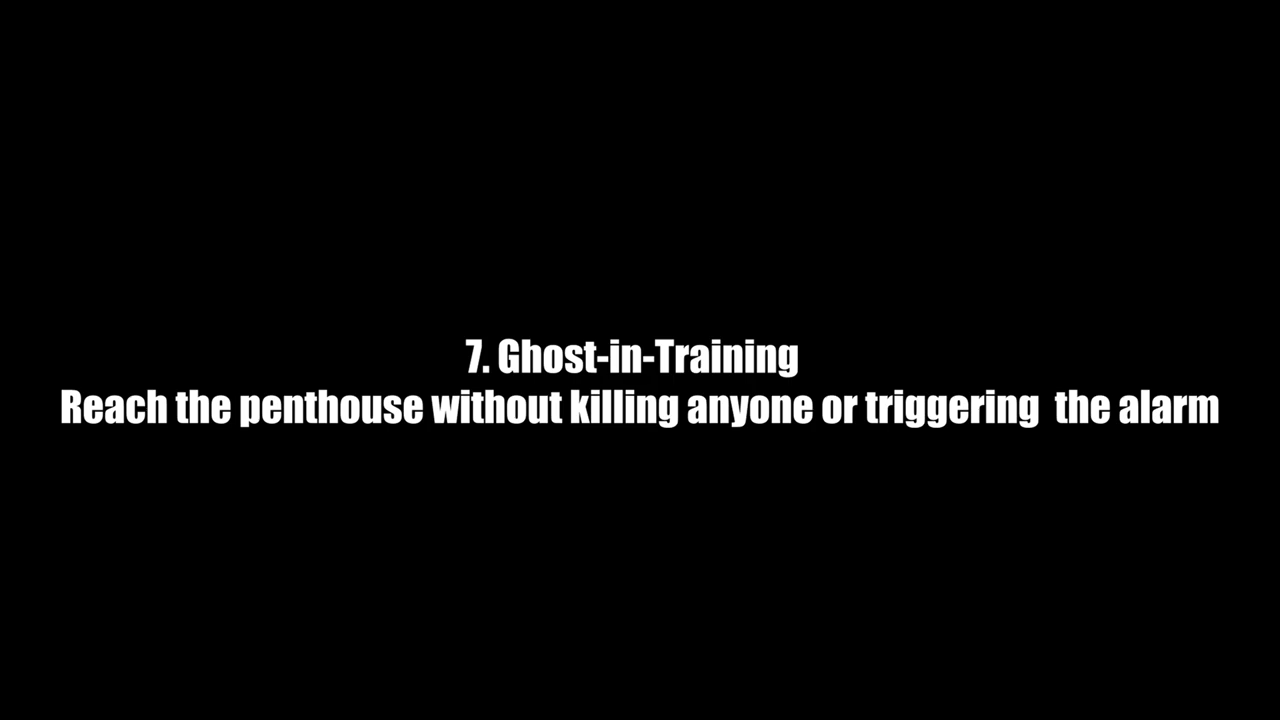 7. Ghost-in-Training
Reach the penthouse without killing anyone or triggering  the alarm